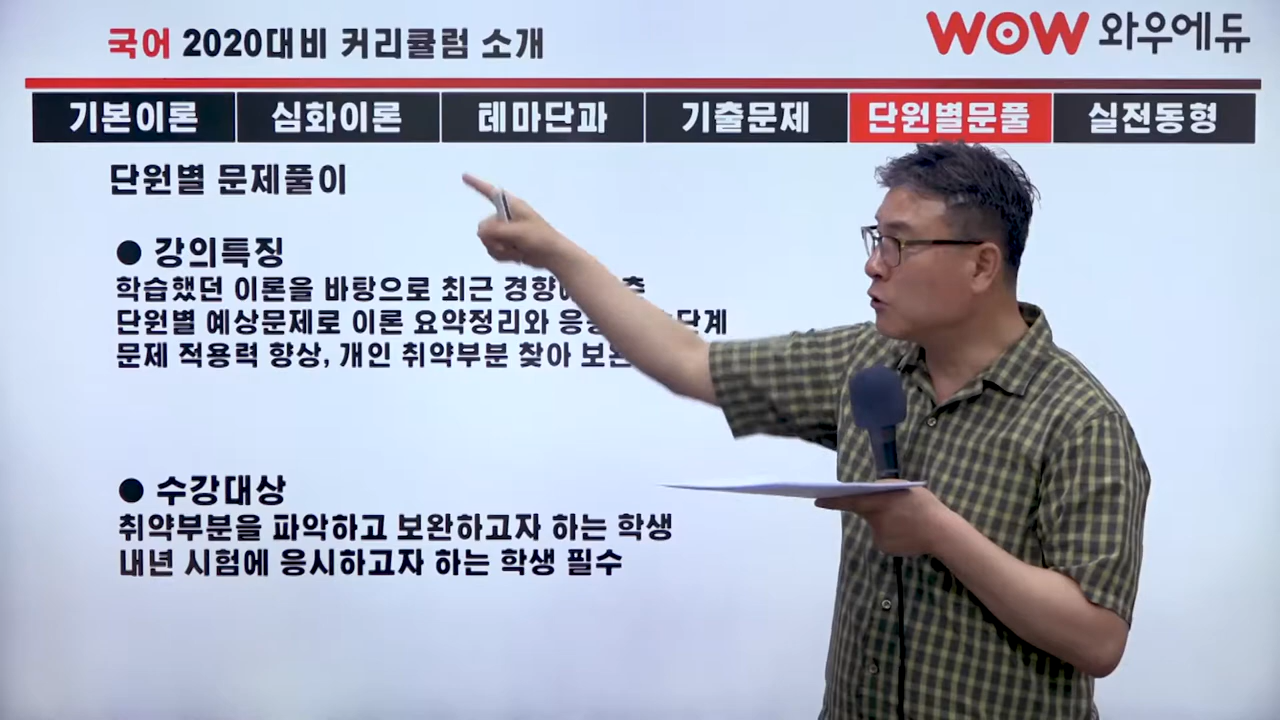 국어 2020대비 커리큘럼 소개
WOW 와우에듀
기본이론 심화이론 테마단과 기출문제 단원별문풀 실전동형
단원별 문제풀이
● 강의특징
학습했던 이론을 바탕으로 최근
단원별 예상문제로 이론 요약정리와
문제 적용력 향상, 개인 취약부분 찾아
● 수강대상
취약부분을 파악하고 보완하고자 하는 학생
내년 시험에 응시하고자 하는 학생 필수